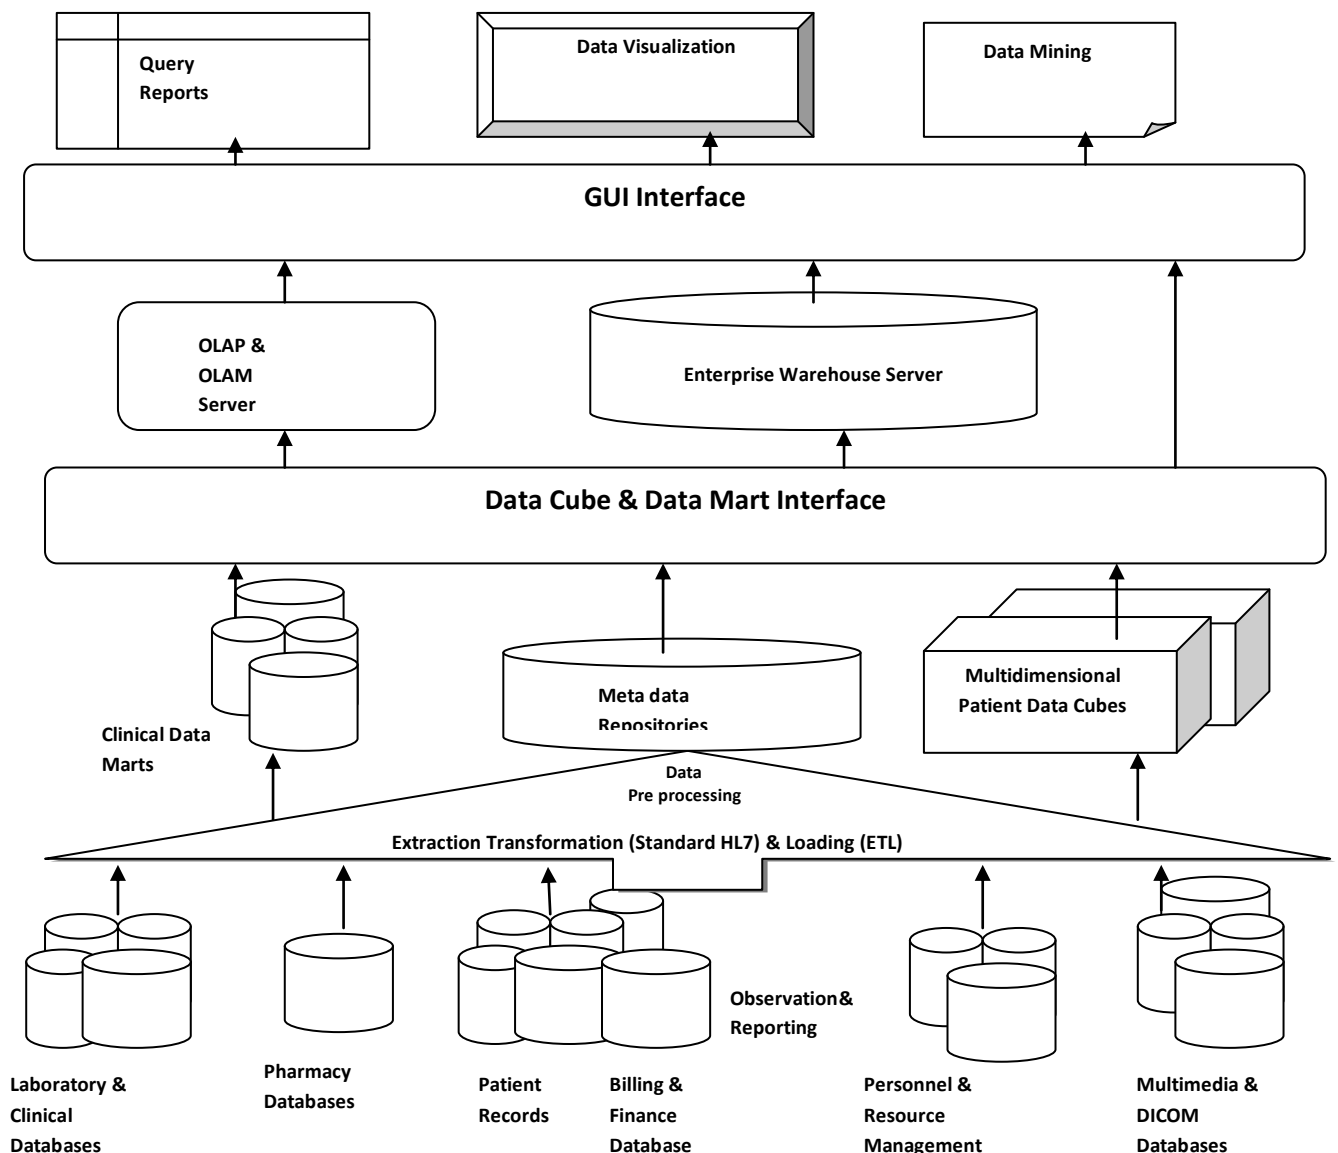 Query
Reports
Data Visualization
Data Mining
GUI Interface
OLAP &
OLAM
Server
Enterprise Warehouse Server
Data Cube & Data Mart Interface
Clinical Data
Marts
Meta data
Repositories
Multidimensional
Patient Data Cubes
Data
Pre processing
Extraction Transformation (Standard HL7) & Loading (ETL)
Observation&
Reporting
Laboratory &
Clinical
Databases
Pharmacy
Databases
Patient
Records
Billing &
Finance
Database
Personnel &
Resource
Management
Multimedia &
DICOM
Databases